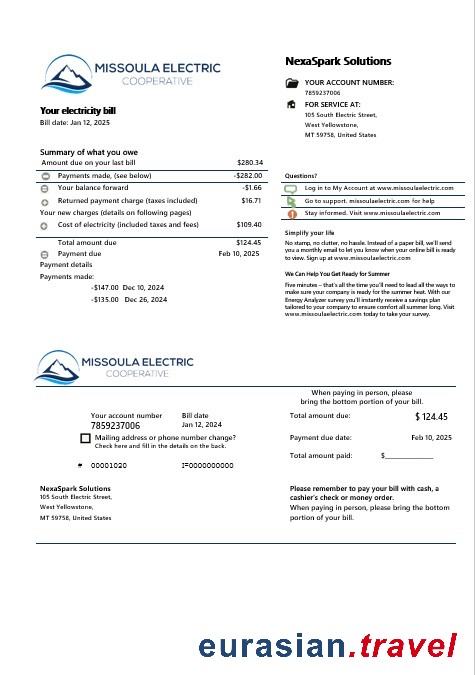 MISSOULA ELECTRIC
COOPERATIVE
NexaSpark Solutions
YOUR ACCOUNT NUMBER:
7859237006
FOR SERVICE AT:
105 South Electric Street,
West Yellowstone,
MT 59758, United States
Your electricity bill
Bill date: Jan 12, 2025
Summary of what you owe
Amount due on your last bill $280.34
Payments made, (see below) -$282.00
Your balance forward -$1.66
Returned payment charge (taxes included) $16.71
Your new charges (details on following pages)
Cost of electricity (included taxes and fees) $109.40
Total amount due $124.45
Payment due Feb 10, 2025
Payment details
Payments made:
-$147.00 Dec 10, 2024
-$135.00 Dec 26, 2024
Questions?
Log in to My Account at www.missoulaelectric.com
Go to support. missoulaelectric.com for help
Stay informed. Visit www.missoulaelectric.com
Simplify your life
No stamp, no clutter, no hassle. Instead of a paper bill, we'll send
you a monthly email to let you know when your online bill is ready
to view. Sign up at www.missoulaelectric.com
We Can Help You Get Ready for Summer
Five minutes – that's all the time you'll need to lead all the ways to
make sure your company is ready for the summer heat. With our
Energy Analyzer survey you'll instantly receive a savings plan
tailored to your company to ensure comfort all summer long. Visit
www.missoulaelectric.com today to take your survey.
MISSOULA ELECTRIC
COOPERATIVE
When paying in person, please
bring the bottom portion of your bill.
Your account number Bill date
7859237006 Jan 12, 2024
Mailing address or phone number change?
Check here and fill in the details on the back.
# 00001020 I=0000000000
Total amount due: $ 124.45
Payment due date: Feb 10, 2025
Total amount paid: $____________
NexaSpark Solutions
105 South Electric Street,
West Yellowstone,
MT 59758, United States
Please remember to pay your bill with cash, a
cashier's check or money order.
When paying in person, please bring the bottom
portion of your bill.
eurasian.travel